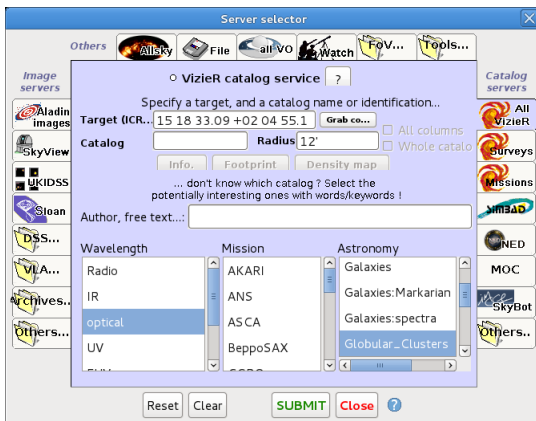 Server selector
Others Allsky File all VO Watch FoV... Tools...
Image servers
Catalog servers
Aladin images
SkyView
UKIDSS
Sloan
DSS...
VLA...
Archives..
Others...
VizieR catalog service ?
Specify a target, and a catalog name or identification...
Target (ICR... 15 18 33.09 +02 04 55.1 Grab co...
Catalog Radius 12' All columns
Whole catalo
Info. Footprint Density map
... don't know which catalog ? Select the
potentially interesting ones with words/keywords !
Author, free text...:
Wavelength Mission Astronomy
Radio AKARI Galaxies
IR ANS Galaxies:Markarian
optical ASCA Galaxies:spectra
UV BeppoSAX Globular_Clusters
All VizieR
Surveys
Missions
SIMBAD
NED
MOC
SkyBot
Others..
Reset Clear SUBMIT Close ?